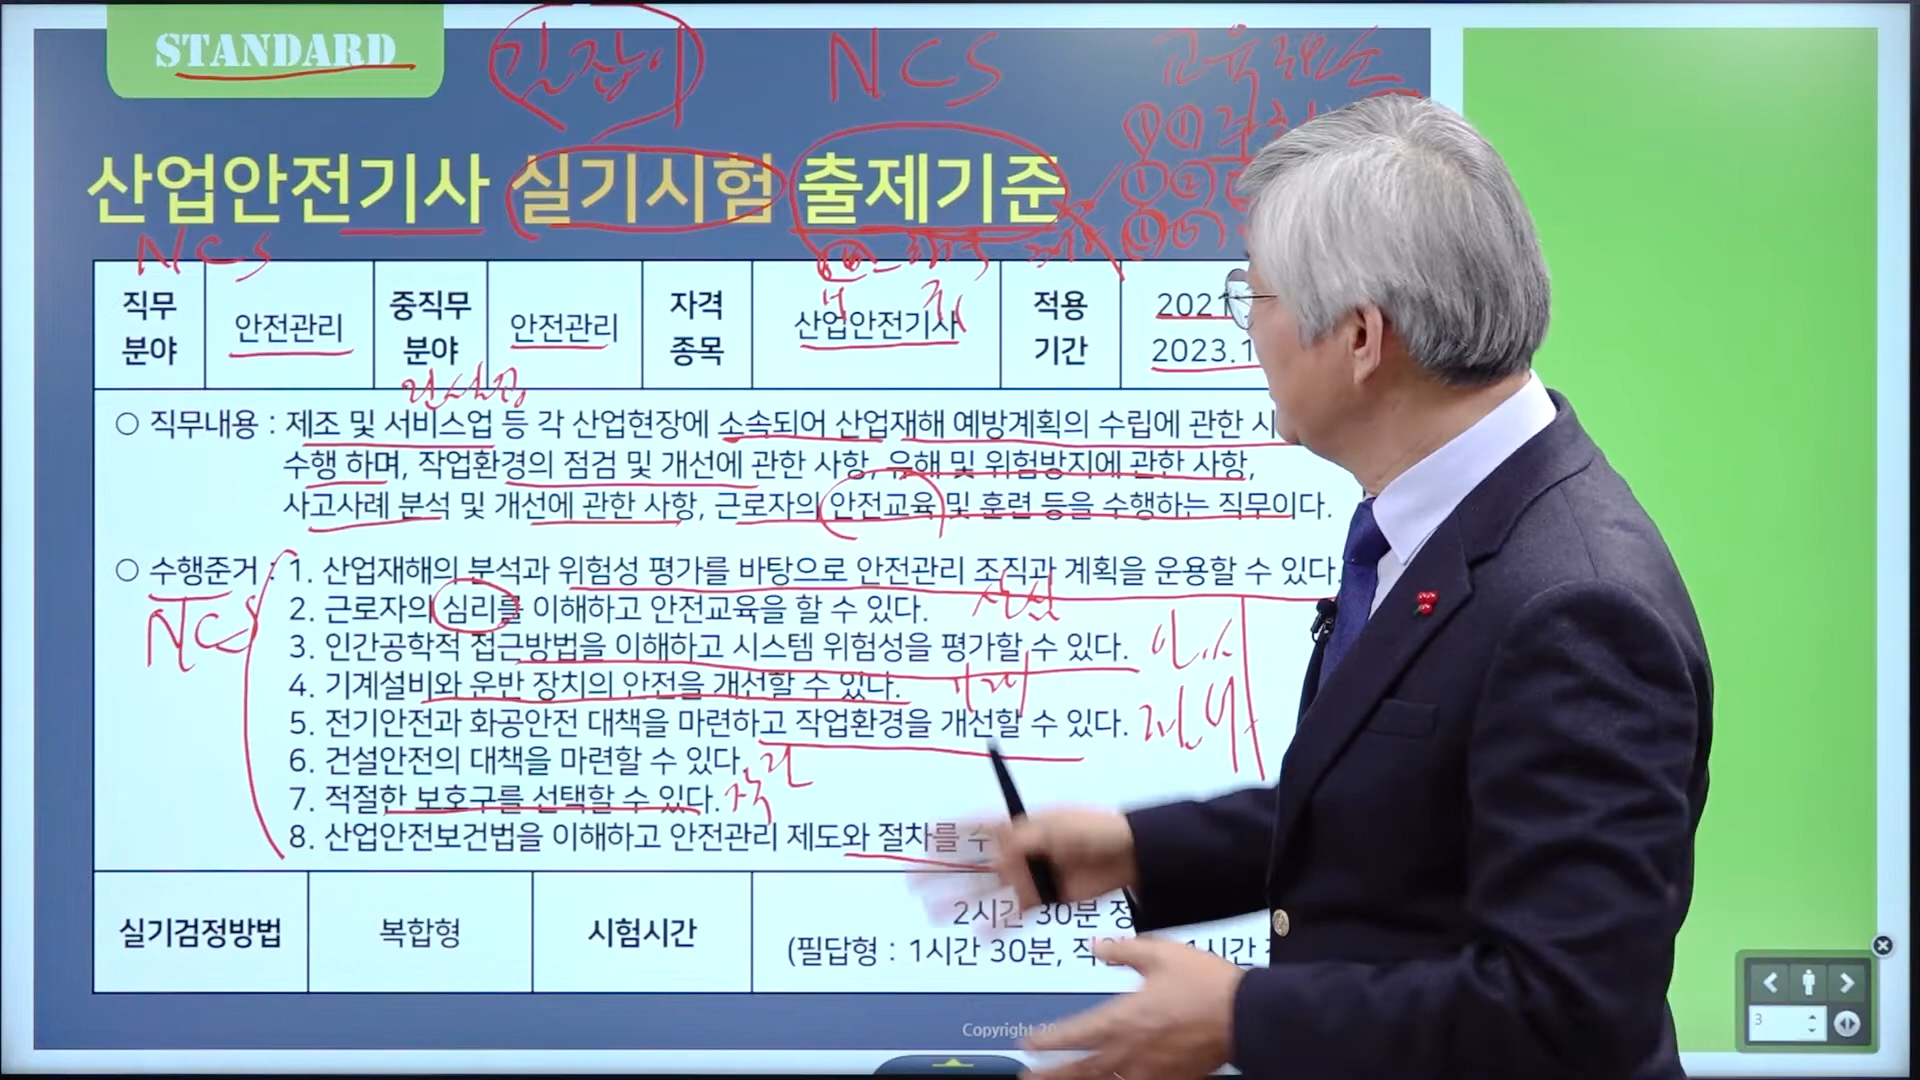 STANDARD
길잡이
NCS
산업안전기사 실기시험 출제기준
NCS
직무 분야
안전관리
중직무 분야
안전관리
자격 종목
산업안전기사
적용 기간
2021
2023.1
건설업
○ 직무내용 : 제조 및 서비스업 등 각 산업현장에 소속되어 산업재해 예방계획의 수립에 관한 사
수행 하며, 작업환경의 점검 및 개선에 관한 사항, 유해 및 위험방지에 관한 사항,
사고사례 분석 및 개선에 관한 사항, 근로자의 안전교육 및 훈련 등을 수행하는 직무이다.
○ 수행준거 : 1. 산업재해의 분석과 위험성 평가를 바탕으로 안전관리 조직과 계획을 운용할 수 있다.
NCS
2. 근로자의 심리를 이해하고 안전교육을 할 수 있다.
3. 인간공학적 접근방법을 이해하고 시스템 위험성을 평가할 수 있다.
4. 기계설비와 운반 장치의 안전을 개선할 수 있다.
5. 전기안전과 화공안전 대책을 마련하고 작업환경을 개선할 수 있다.
6. 건설안전의 대책을 마련할 수 있다.
7. 적절한 보호구를 선택할 수 있다.
8. 산업안전보건법을 이해하고 안전관리 제도와 절차를 수
실기검정방법
복합형
시험시간
2시간 30분 정
(필답형 : 1시간 30분, 작 1시간
Copyright 20
3